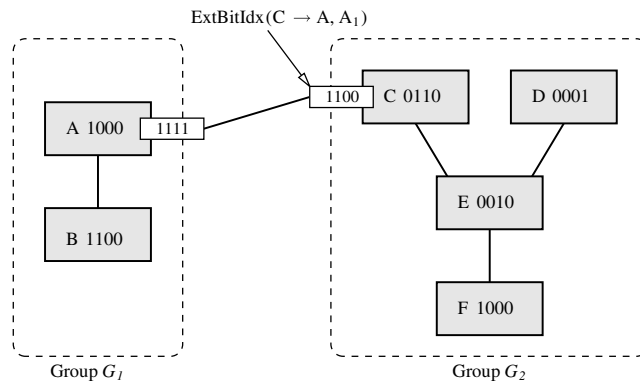 ExtBitIdx(C → A, A₁)
1100
C 0110
D 0001
A 1000
1111
E 0010
B 1100
F 1000
Group G₁
Group G₂